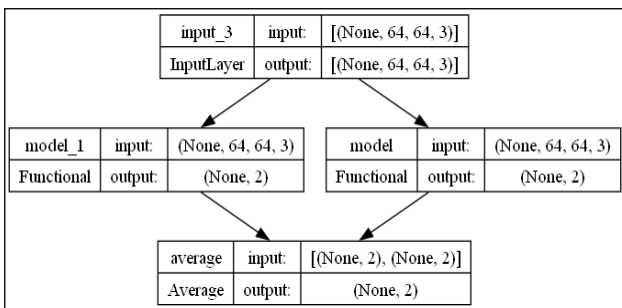 input_3 input: [(None, 64, 64, 3)]
InputLayer output: [(None, 64, 64, 3)]
model_1 input: (None, 64, 64, 3)
Functional output: (None, 2)
model input: (None, 64, 64, 3)
Functional output: (None, 2)
average input: [(None, 2), (None, 2)]
Average output: (None, 2)